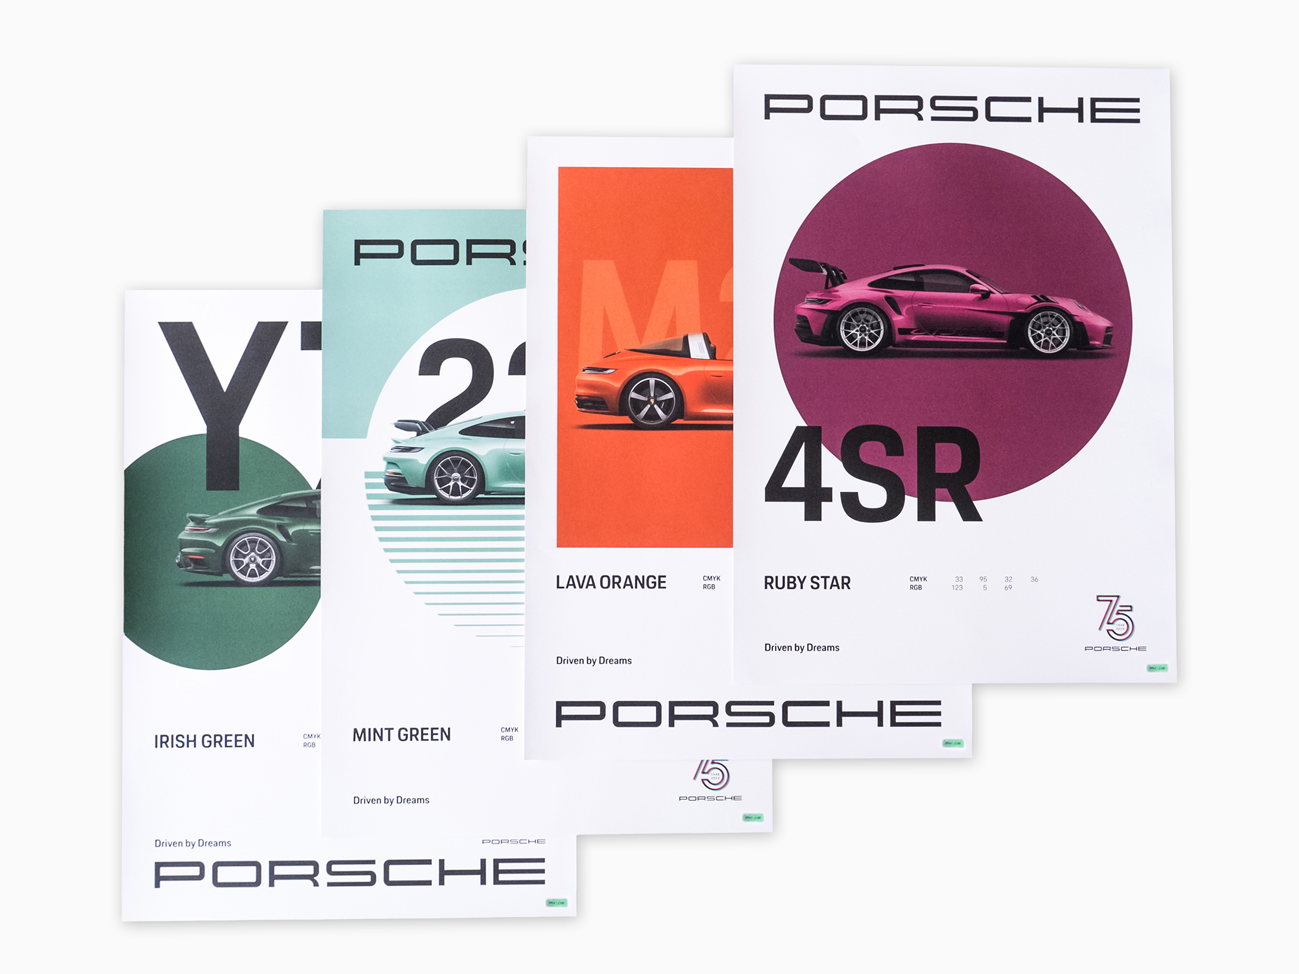 Y
IRISH GREEN
CMYK
RGB
Driven by Dreams
PORSCHE
PORSCHE
PORS
22
MINT GREEN
CMYK
RGB
Driven by Dreams
75
PORSCHE
M
LAVA ORANGE
CMYK
RGB
Driven by Dreams
PORSCHE
PORSCHE
4SR
RUBY STAR
CMYK 33 95 32 36
RGB 123 5 69
Driven by Dreams
75
PORSCHE